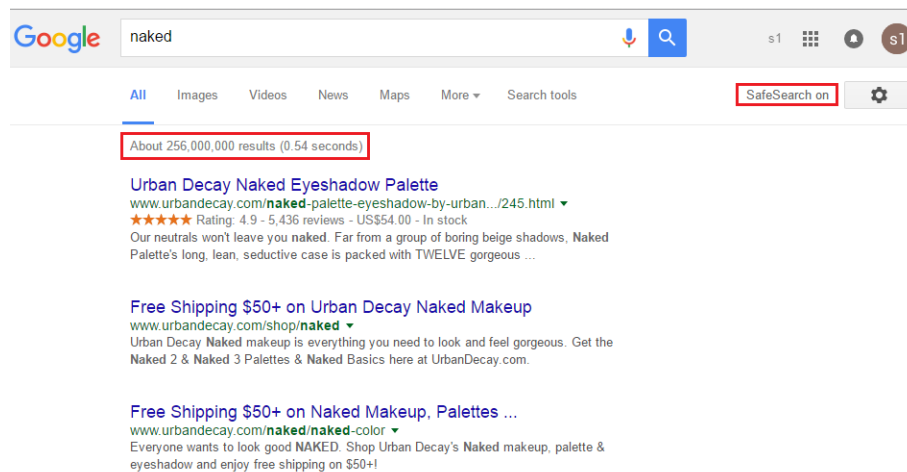 Google
naked
s1
s1
All Images Videos News Maps More Search tools
SafeSearch on
About 256,000,000 results (0.54 seconds)
Urban Decay Naked Eyeshadow Palette
www.urbandecay.com/naked-palette-eyeshadow-by-urban.../245.html
Rating: 4.9 - 5,436 reviews - US$54.00 - In stock
Our neutrals won't leave you naked. Far from a group of boring beige shadows, Naked
Palette's long, lean, seductive case is packed with TWELVE gorgeous ...
Free Shipping $50+ on Urban Decay Naked Makeup
www.urbandecay.com/shop/naked
Urban Decay Naked makeup is everything you need to look and feel gorgeous. Get the
Naked 2 & Naked 3 Palettes & Naked Basics here at UrbanDecay.com.
Free Shipping $50+ on Naked Makeup, Palettes ...
www.urbandecay.com/naked/naked-color
Everyone wants to look good NAKED. Shop Urban Decay's Naked makeup, palette &
eyeshadow and enjoy free shipping on $50+!